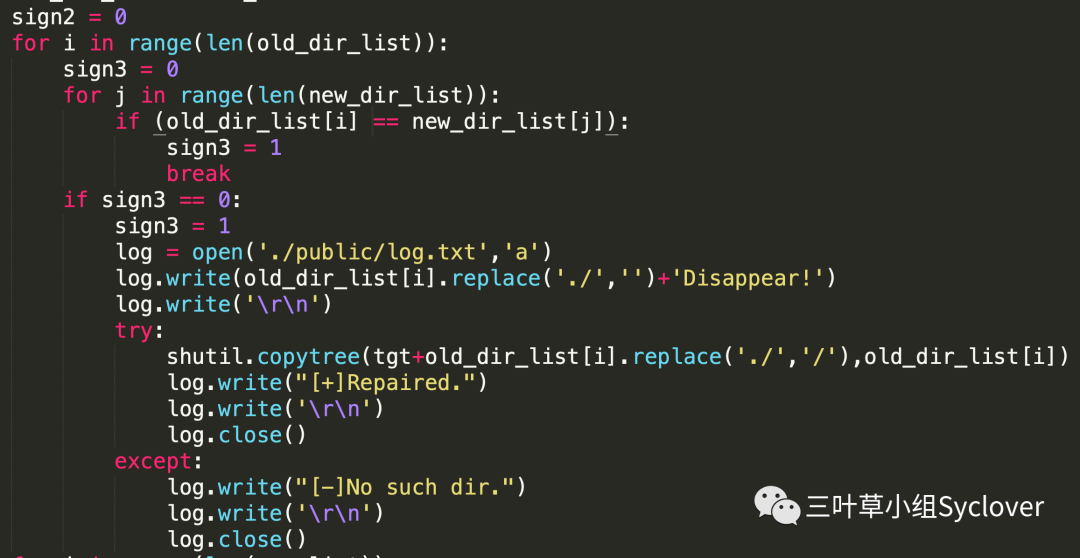 sign2 = 0
for i in range(len(old_dir_list)):
    sign3 = 0
    for j in range(len(new_dir_list)):
        if (old_dir_list[i] == new_dir_list[j]):
            sign3 = 1
            break
    if sign3 == 0:
        sign3 = 1
        log = open('./public/log.txt','a')
        log.write(old_dir_list[i].replace('./','')+'Disappear!')
        log.write('\r\n')
        try:
            shutil.copytree(tgt+old_dir_list[i].replace('./','/'),old_dir_list[i])
            log.write("[+]Repaired.")
            log.write('\r\n')
            log.close()
        except:
            log.write("[-]No such dir.")
            log.write('\r\n')
            log.close()
三叶草小组Syclover